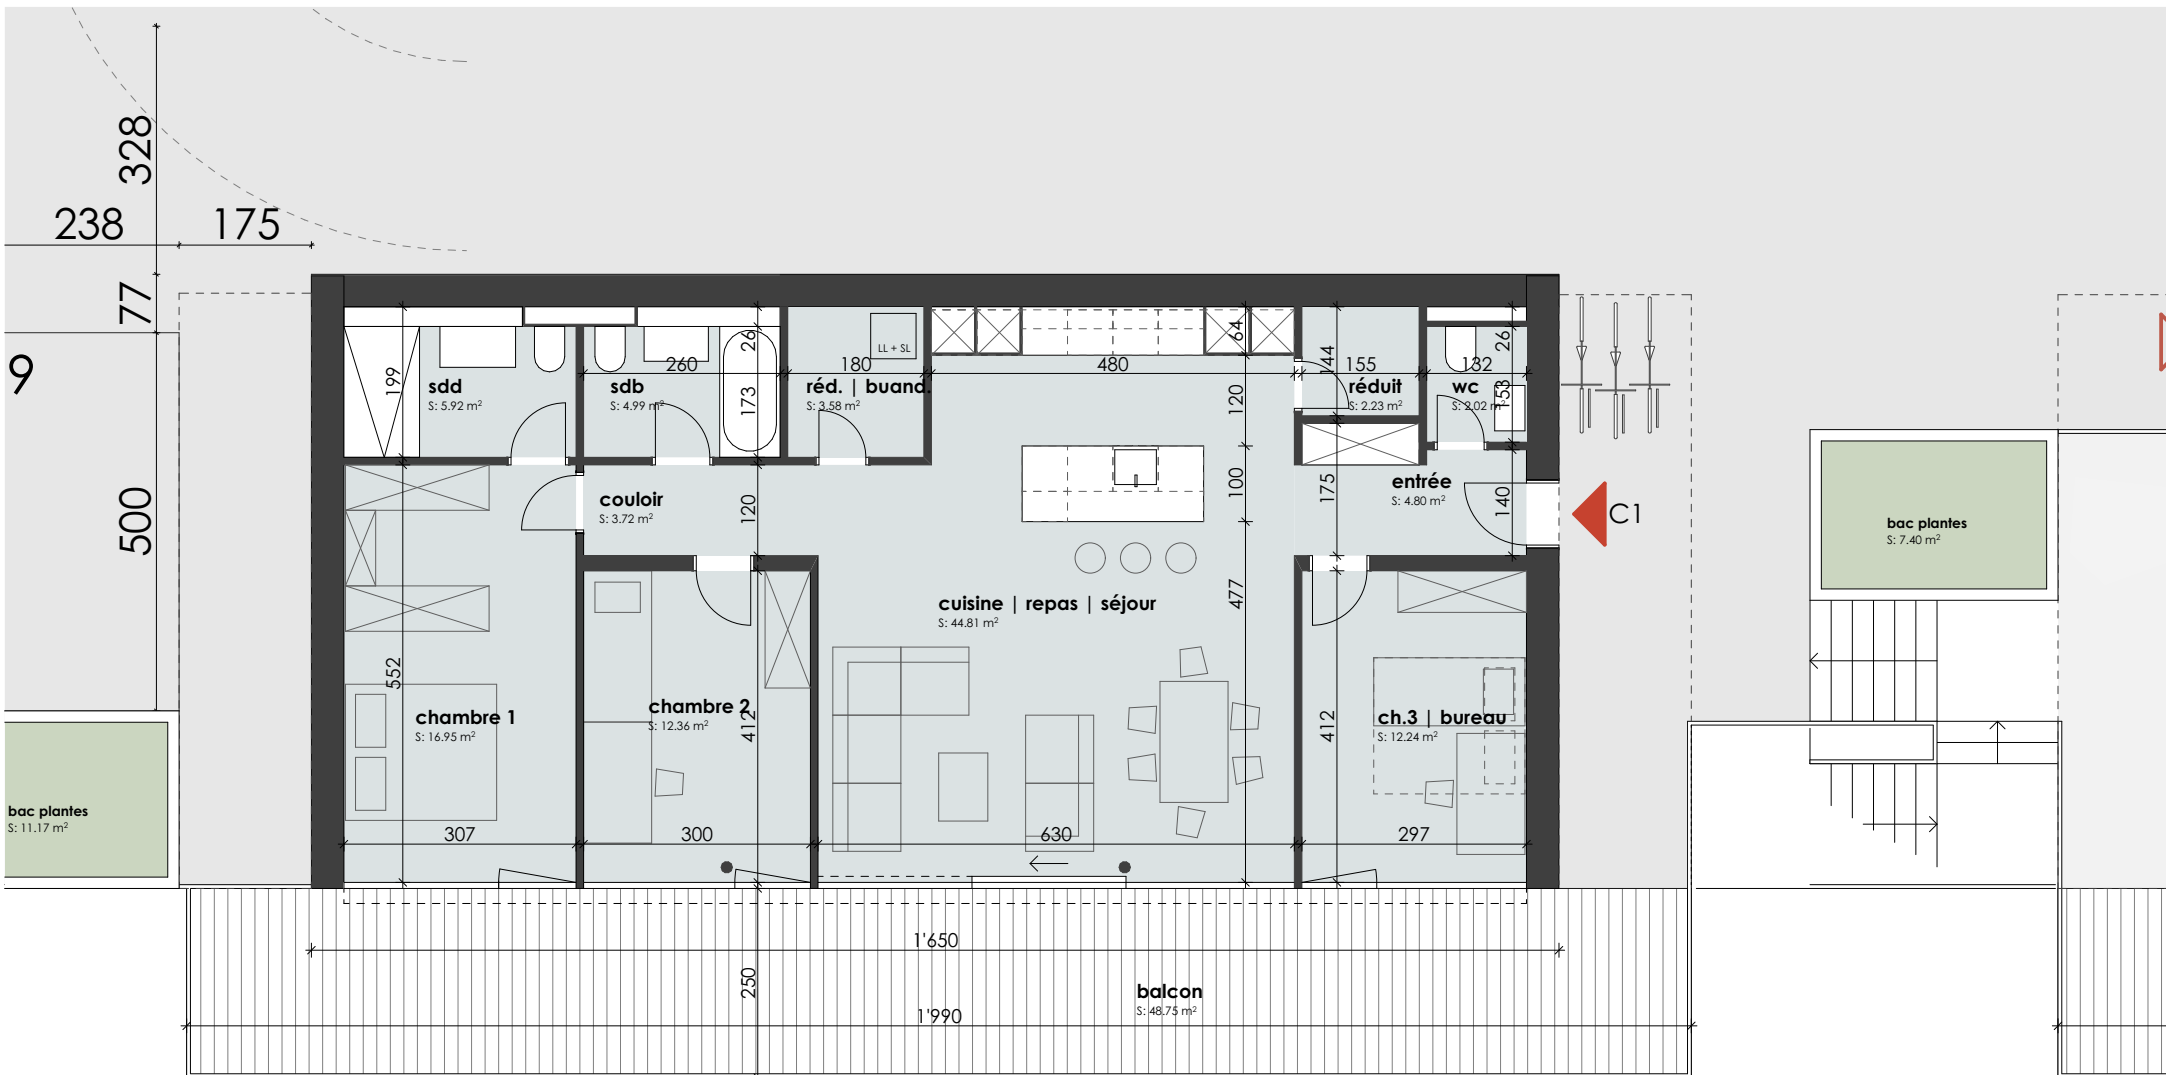 328
238
175
77
9
500
26
64
26
LL + SL
260
180
480
144
155
132
199
sdd
S: 5.92 m²
sdb
S: 4.99 m²
173
réd. | buand.
S: 3.58 m²
120
réduit
S: 2.23 m²
wc
S: 2.02 m²
153
couloir
S: 3.72 m²
120
100
175
entrée
S: 4.80 m²
140
C1
bac plantes
S: 7.40 m²
cuisine | repas | séjour
S: 44.81 m²
477
552
chambre 1
S: 16.95 m²
chambre 2
S: 12.36 m²
412
412
ch.3 | bureau
S: 12.24 m²
bac plantes
S: 11.17 m²
307
300
630
297
1'650
250
balcon
S: 48.75 m²
1'990